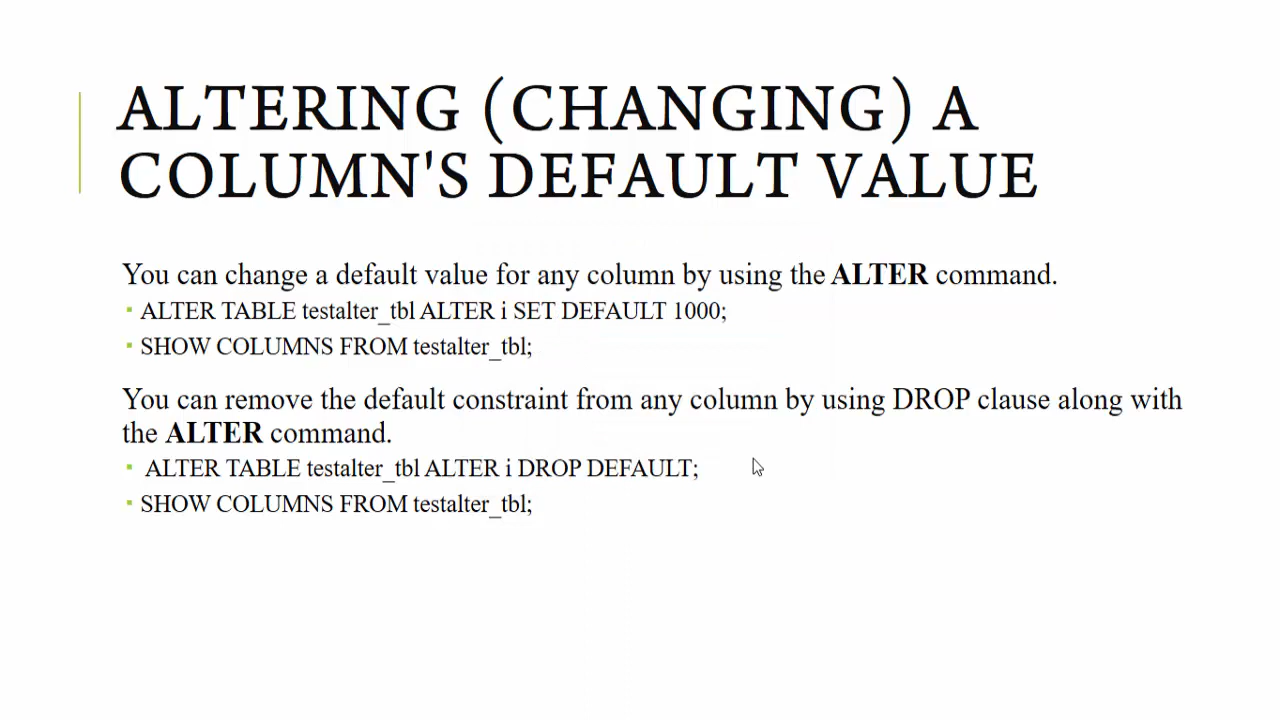 ALTERING (CHANGING) A
COLUMN'S DEFAULT VALUE
You can change a default value for any column by using the ALTER command.
▪ ALTER TABLE testalter_tbl ALTER i SET DEFAULT 1000;
▪ SHOW COLUMNS FROM testalter_tbl;
You can remove the default constraint from any column by using DROP clause along with
the ALTER command.
▪ ALTER TABLE testalter_tbl ALTER i DROP DEFAULT;
▪ SHOW COLUMNS FROM testalter_tbl;